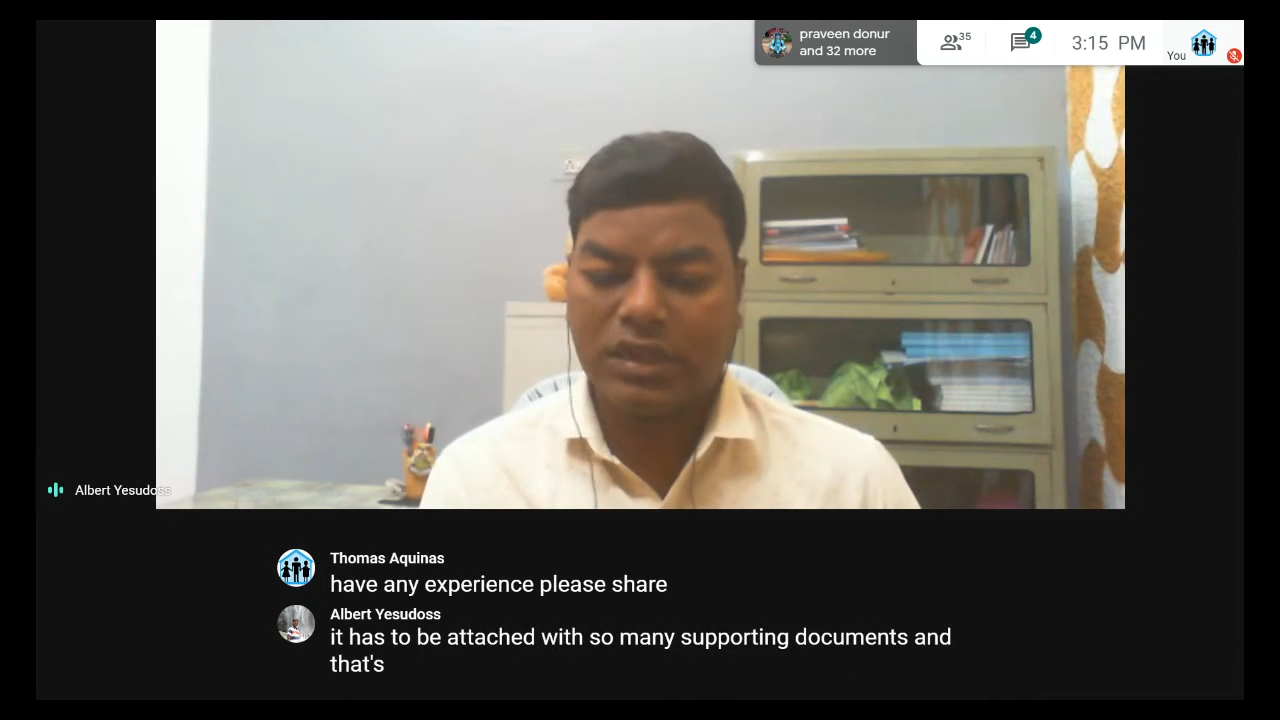 praveen donur
and 32 more
35
4
3:15 PM
You
Albert Yesudoss
Thomas Aquinas
have any experience please share
Albert Yesudoss
it has to be attached with so many supporting documents and
that's